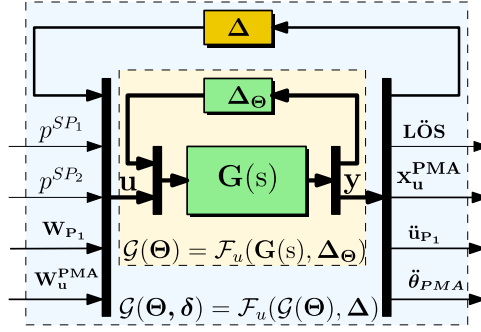 Δ
Δ_Θ
p^{SP_1}
LÖS
G(s)
p^{SP_2}
u
y
x_u^{PMA}
W_{P_1}
ü_{P_1}
𝒢(Θ) = ℱ_u(G(s), Δ_Θ)
W_u^{PMA}
θ̈_{PMA}
𝒢(Θ, δ) = ℱ_u(𝒢(Θ), Δ)